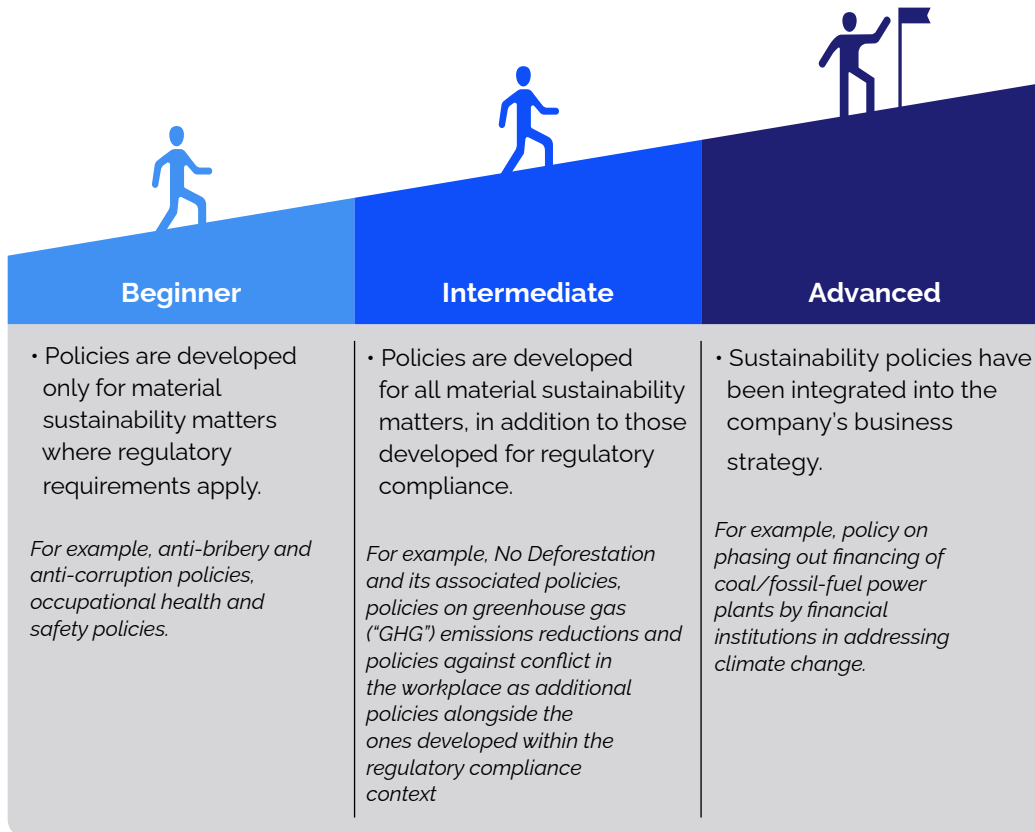 Beginner
Intermediate
Advanced
• Policies are developed
only for material
sustainability matters
where regulatory
requirements apply.
For example, anti-bribery and
anti-corruption policies,
occupational health and
safety policies.
• Policies are developed
for all material sustainability
matters, in addition to those
developed for regulatory
compliance.
For example, No Deforestation
and its associated policies,
policies on greenhouse gas
(“GHG”) emissions reductions and
policies against conflict in
the workplace as additional
policies alongside the
ones developed within the
regulatory compliance
context
• Sustainability policies have
been integrated into the
company’s business
strategy.
For example, policy on
phasing out financing of
coal/fossil-fuel power
plants by financial
institutions in addressing
climate change.